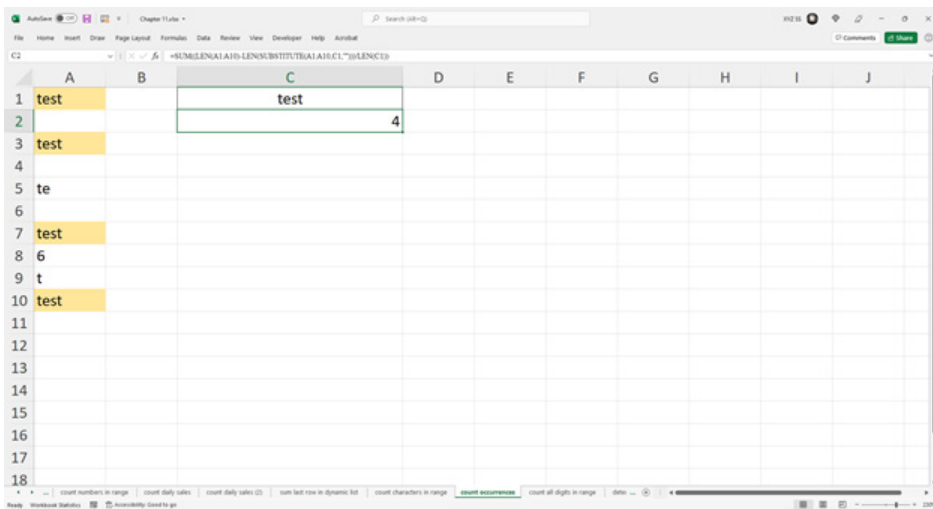 AutoSave Off Chapter 11.xlsx Search (Alt+Q) XYZ SS
File Home Insert Draw Page Layout Formulas Data Review View Developer Help Acrobat Comments Share
C2 fx =SUM((LEN(A1:A10)-LEN(SUBSTITUTE(A1:A10,C1,"")))/LEN(C1))
A B C D E F G H I J
1 test test
2 4
3 test
4
5 te
6
7 test
8 6
9 t
10 test
11
12
13
14
15
16
17
18
... count numbers in range count daily sales count daily sales (2) sum last row in dynamic list count characters in range count occurrences count all digits in range ...
Ready Workbook Statistics Accessibility: Good to go